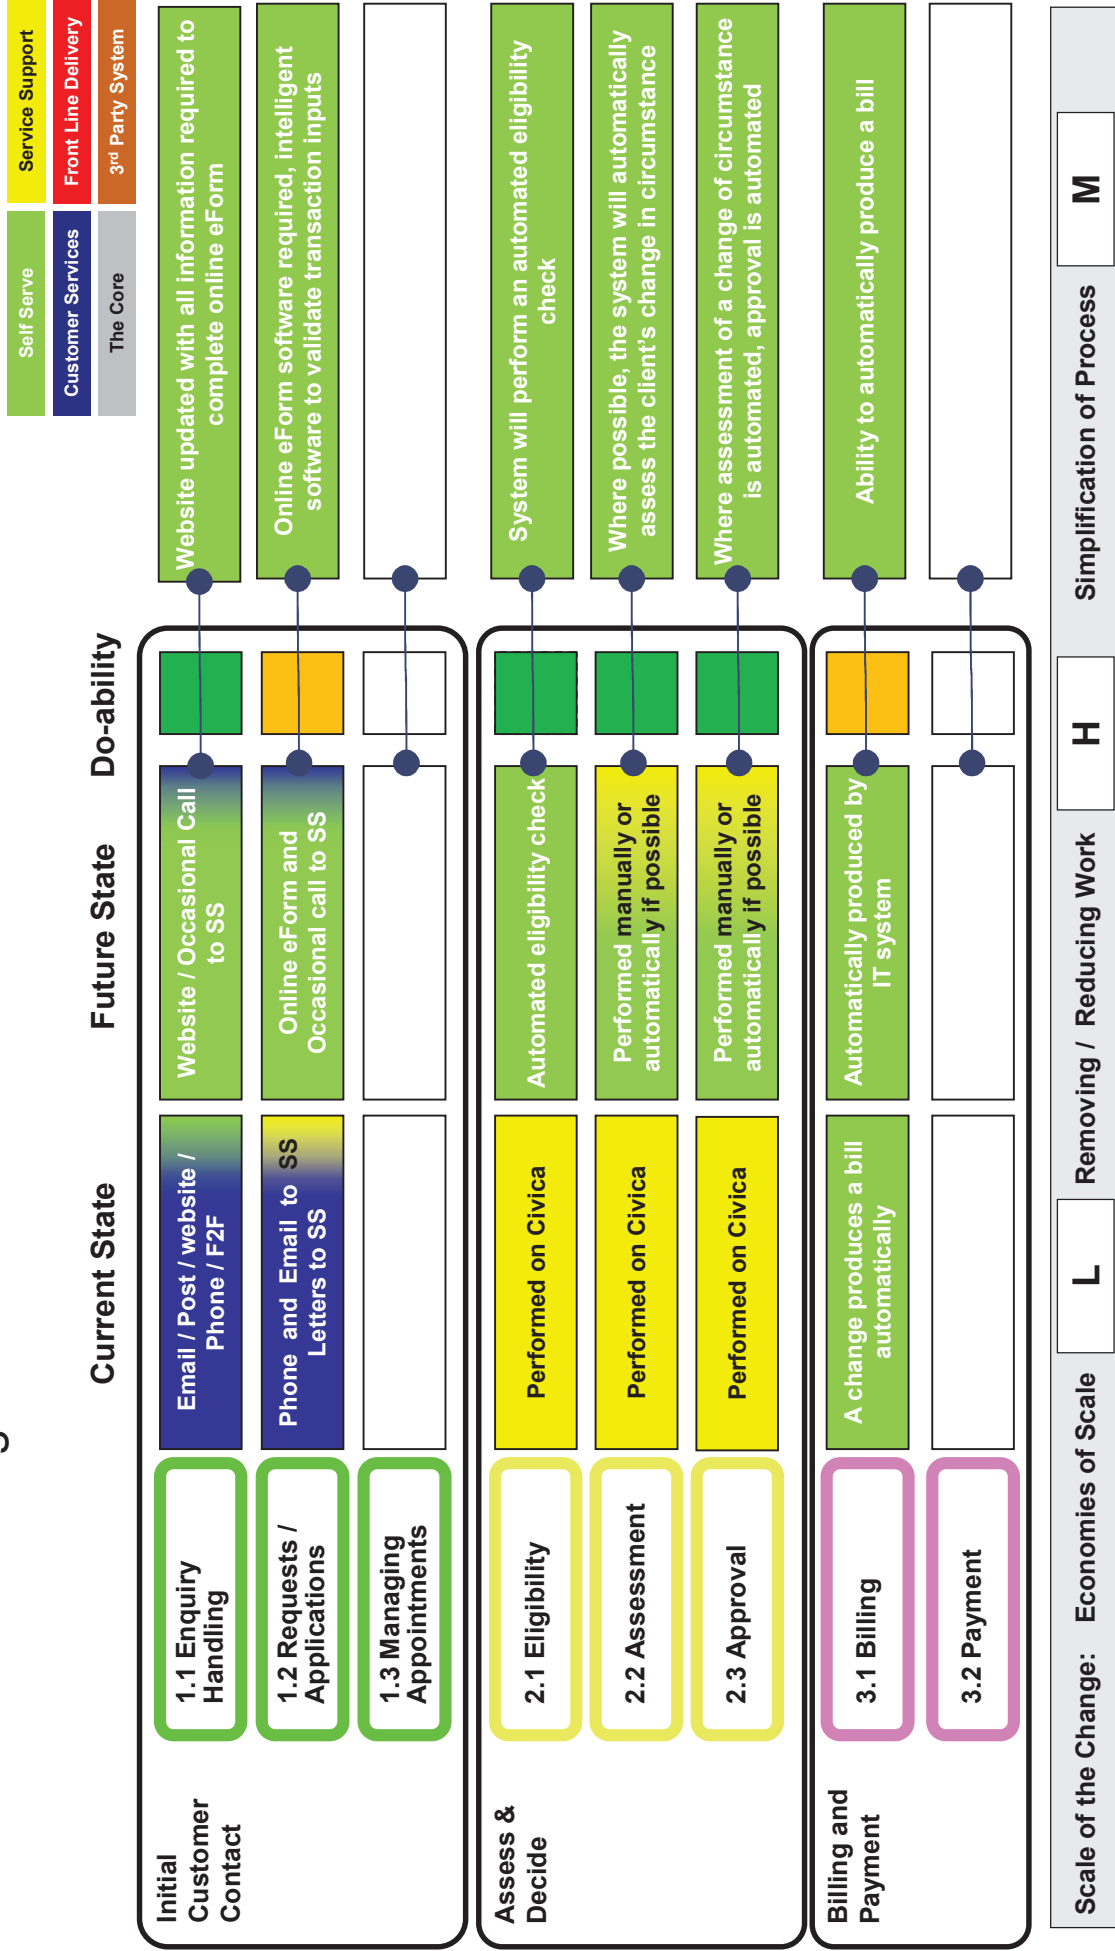 Self Serve
Service Support
Customer Services
Front Line Delivery
The Core
3rd Party System
Current State
Future State
Do-ability
Initial
Customer
Contact
1.1 Enquiry
Handling
Email / Post / website /
Phone / F2F
Website / Occasional Call
to SS
Website updated with all information required to
complete online eForm
1.2 Requests /
Applications
Phone and Email to SS
Letters to SS
Online eForm and
Occasional call to SS
Online eForm software required, intelligent
software to validate transaction inputs
1.3 Managing
Appointments
Assess &
Decide
2.1 Eligibility
Performed on Civica
Automated eligibility check
System will perform an automated eligibility
check
2.2 Assessment
Performed on Civica
Performed manually or
automatically if possible
Where possible, the system will automatically
assess the client's change in circumstance
2.3 Approval
Performed on Civica
Performed manually or
automatically if possible
Where assessment of a change of circumstance
is automated, approval is automated
Billing and
Payment
3.1 Billing
A change produces a bill
automatically
Automatically produced by
IT system
Ability to automatically produce a bill
3.2 Payment
Scale of the Change: Economies of Scale L Removing / Reducing Work H Simplification of Process M